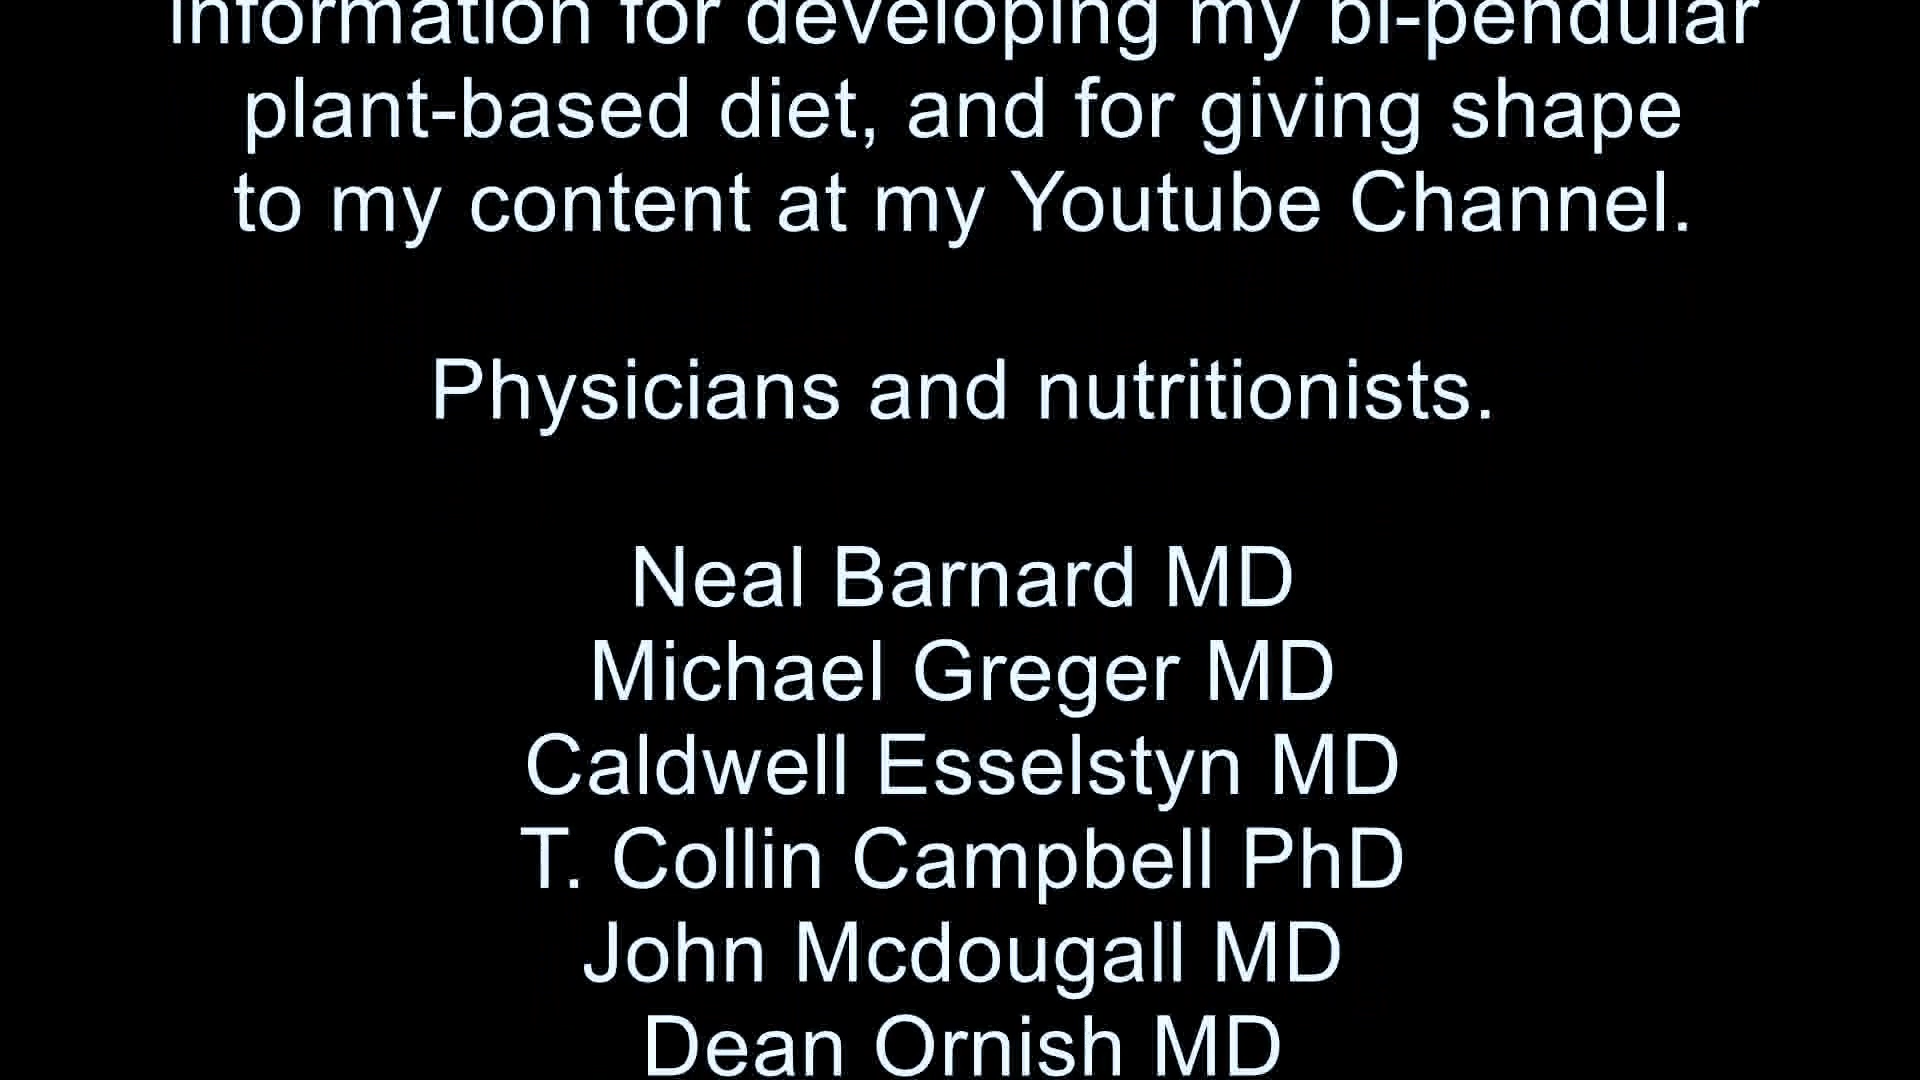 information for developing my bi-pendular
plant-based diet, and for giving shape
to my content at my Youtube Channel.
Physicians and nutritionists.
Neal Barnard MD
Michael Greger MD
Caldwell Esselstyn MD
T. Collin Campbell PhD
John Mcdougall MD
Dean Ornish MD